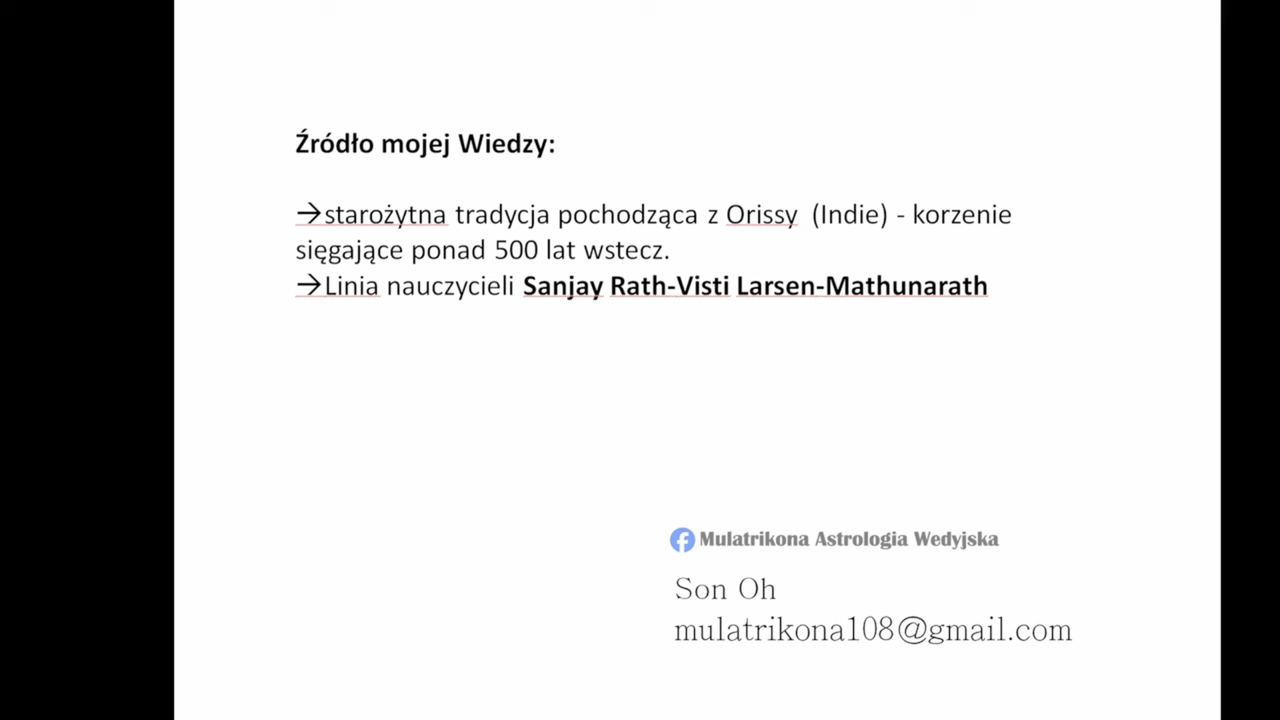 Źródło mojej Wiedzy:
→starożytna tradycja pochodząca z Orissy (Indie) - korzenie
sięgające ponad 500 lat wstecz.
→Linia nauczycieli Sanjay Rath-Visti Larsen-Mathunarath
Mulatrikona Astrologia Wedyjska
Son Oh
mulatrikona108@gmail.com